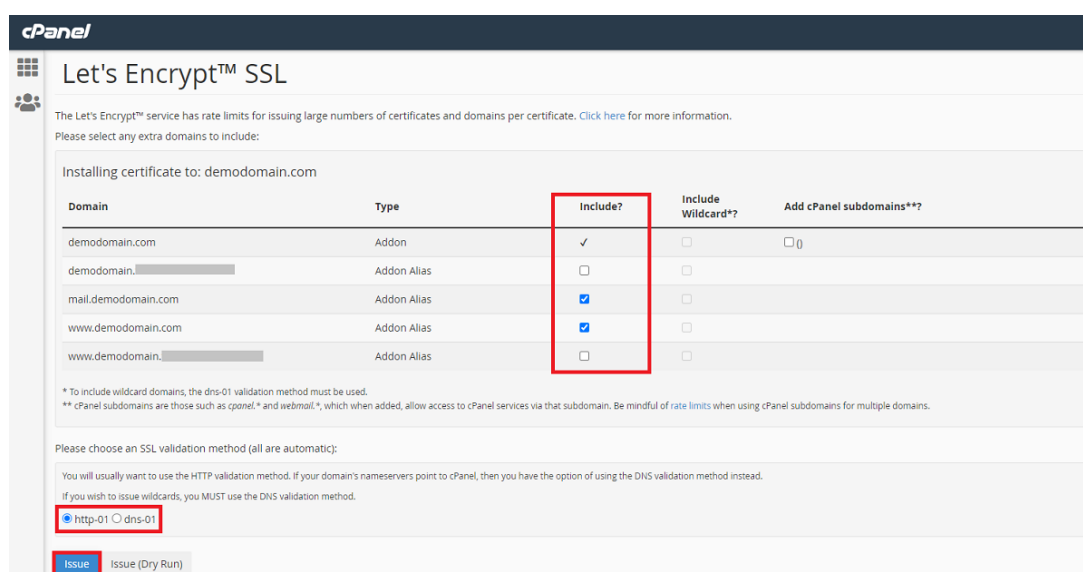 cPanel
Let's Encrypt™ SSL
The Let's Encrypt™ service has rate limits for issuing large numbers of certificates and domains per certificate. Click here for more information.
Please select any extra domains to include:
Installing certificate to: demodomain.com
Domain Type Include? Include Wildcard*? Add cPanel subdomains**?
demodomain.com Addon ✓ ()
demodomain. Addon Alias
mail.demodomain.com Addon Alias
www.demodomain.com Addon Alias
www.demodomain. Addon Alias
* To include wildcard domains, the dns-01 validation method must be used.
** cPanel subdomains are those such as cpanel.* and webmail.*, which when added, allow access to cPanel services via that subdomain. Be mindful of rate limits when using cPanel subdomains for multiple domains.
Please choose an SSL validation method (all are automatic):
You will usually want to use the HTTP validation method. If your domain's nameservers point to cPanel, then you have the option of using the DNS validation method instead.
If you wish to issue wildcards, you MUST use the DNS validation method.
http-01 dns-01
Issue Issue (Dry Run)